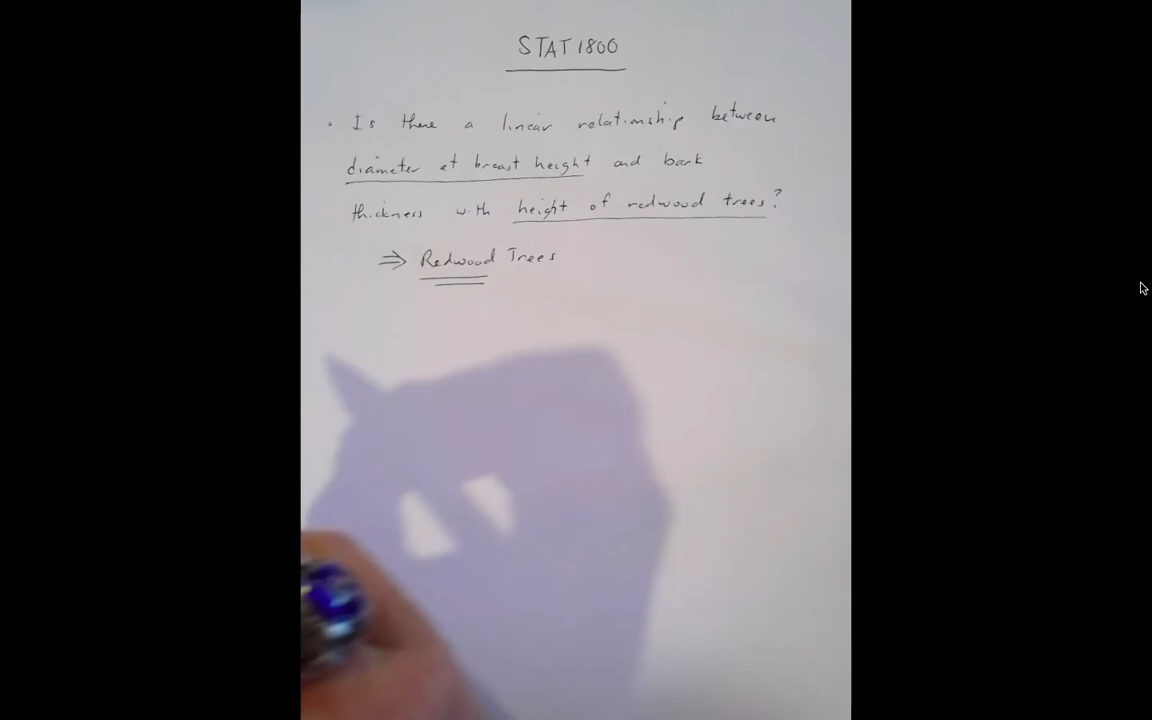 STAT 1800
• Is there a linear relationship between
diameter at breast height and bark
thickness with height of redwood trees?
⇒ Redwood Trees